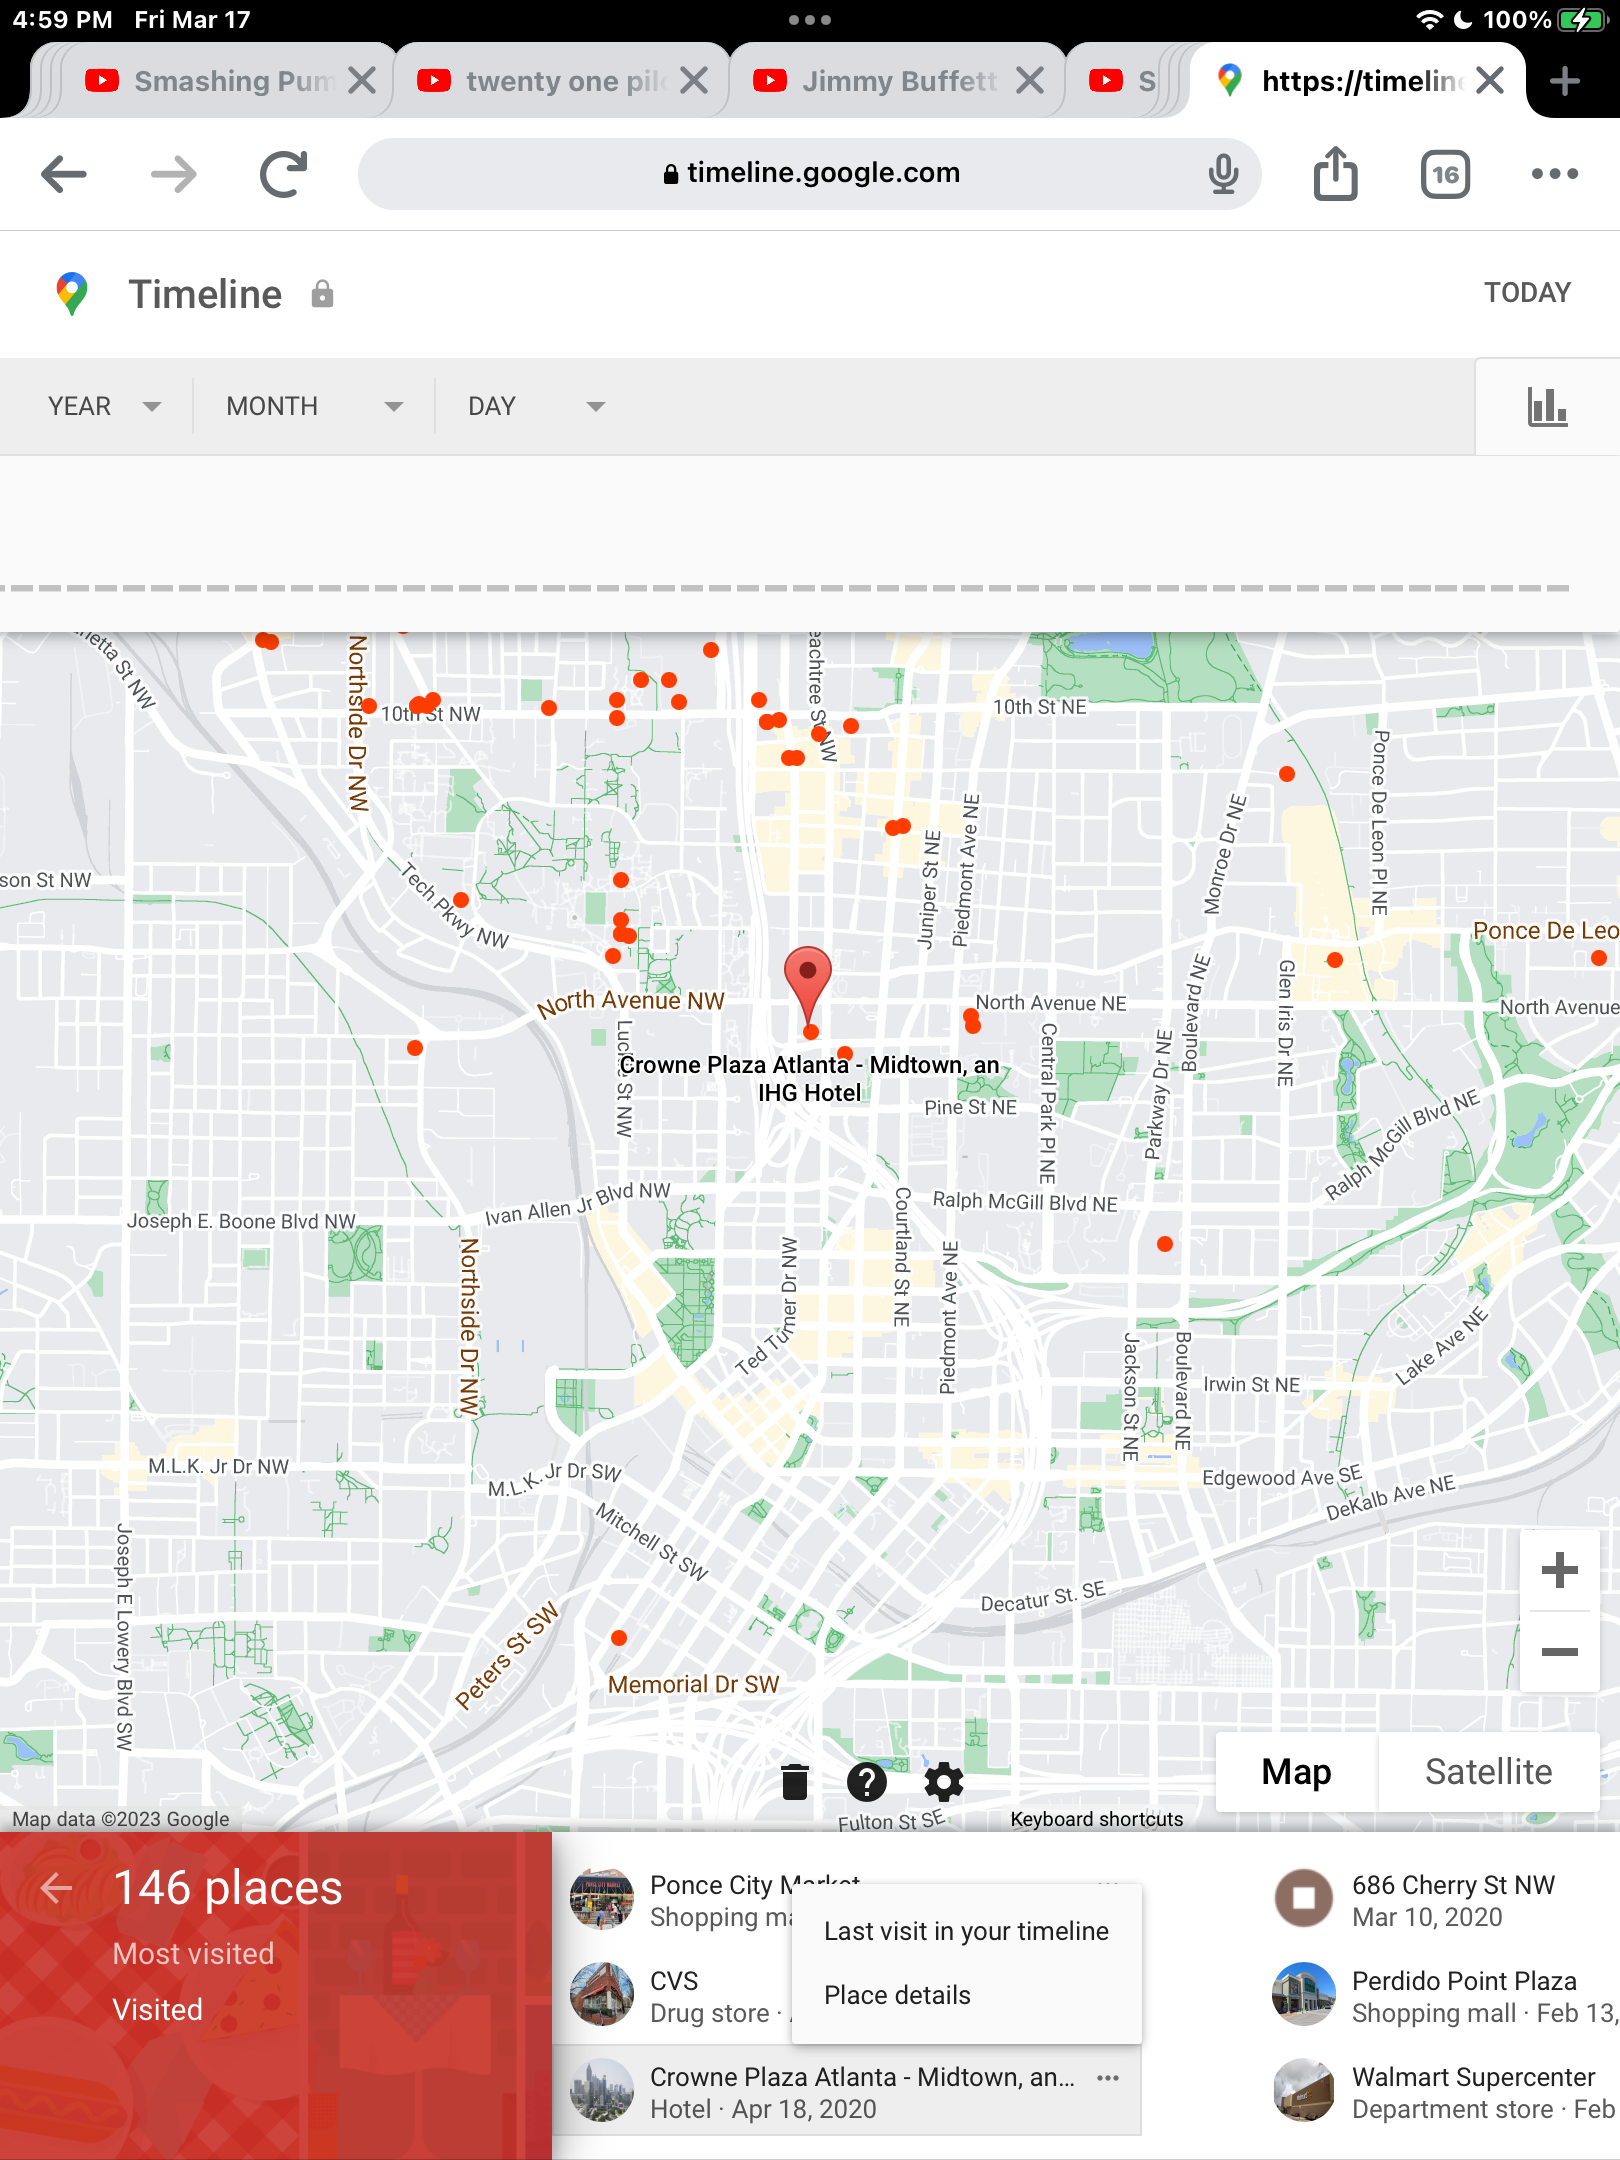 4:59 PM Fri Mar 17
100%
Smashing Pum
twenty one pil
Jimmy Buffett
S
https://timeline
timeline.google.com
16
Timeline
TODAY
YEAR
MONTH
DAY
Northside Dr NW
10th St NW
10th St NE
Ponce De Leon Pl NE
Monroe Dr NE
Juniper St NE
Piedmont Ave NE
son St NW
Tech Pkwy NW
Ponce De Leo
North Avenue NW
North Avenue NE
North Avenue
Boulevard NE
Glen Iris Dr NE
Central Park Pl NE
Parkway Dr NE
Crowne Plaza Atlanta - Midtown, an
IHG Hotel
Pine St NE
Ralph McGill Blvd NE
Ivan Allen Jr Blvd NW
Ralph McGill Blvd NE
Joseph E. Boone Blvd NW
Courtland St NE
Northside Dr NW
Ted Turner Dr NW
Piedmont Ave NE
Jackson St NE
Boulevard NE
Lake Ave NE
Irwin St NE
M.L.K. Jr Dr NW
M.L.K. Jr Dr SW
Edgewood Ave SE
DeKalb Ave NE
Mitchell St SW
Joseph E Lowery Blvd SW
Decatur St. SE
Peters St SW
Memorial Dr SW
Map
Satellite
Map data ©2023 Google
Fulton St SE
Keyboard shortcuts
146 places
Most visited
Visited
Ponce City Market
Shopping ma
CVS
Drug store ·
Crowne Plaza Atlanta - Midtown, an...
Hotel · Apr 18, 2020
Last visit in your timeline
Place details
686 Cherry St NW
Mar 10, 2020
Perdido Point Plaza
Shopping mall · Feb 13,
Walmart Supercenter
Department store · Feb